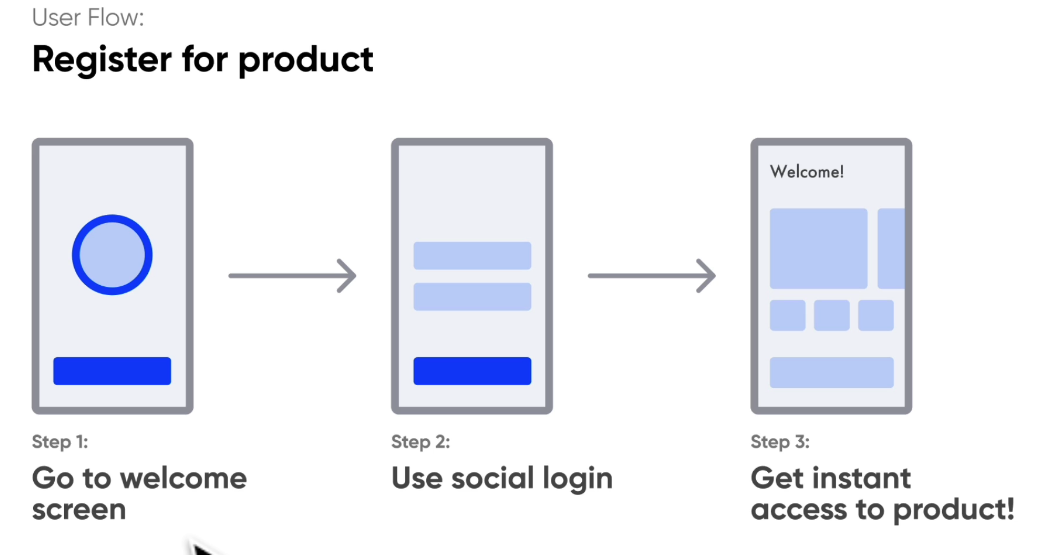 User Flow:
Register for product
Welcome!
Step 1:
Go to welcome
screen
Step 2:
Use social login
Step 3:
Get instant
access to product!